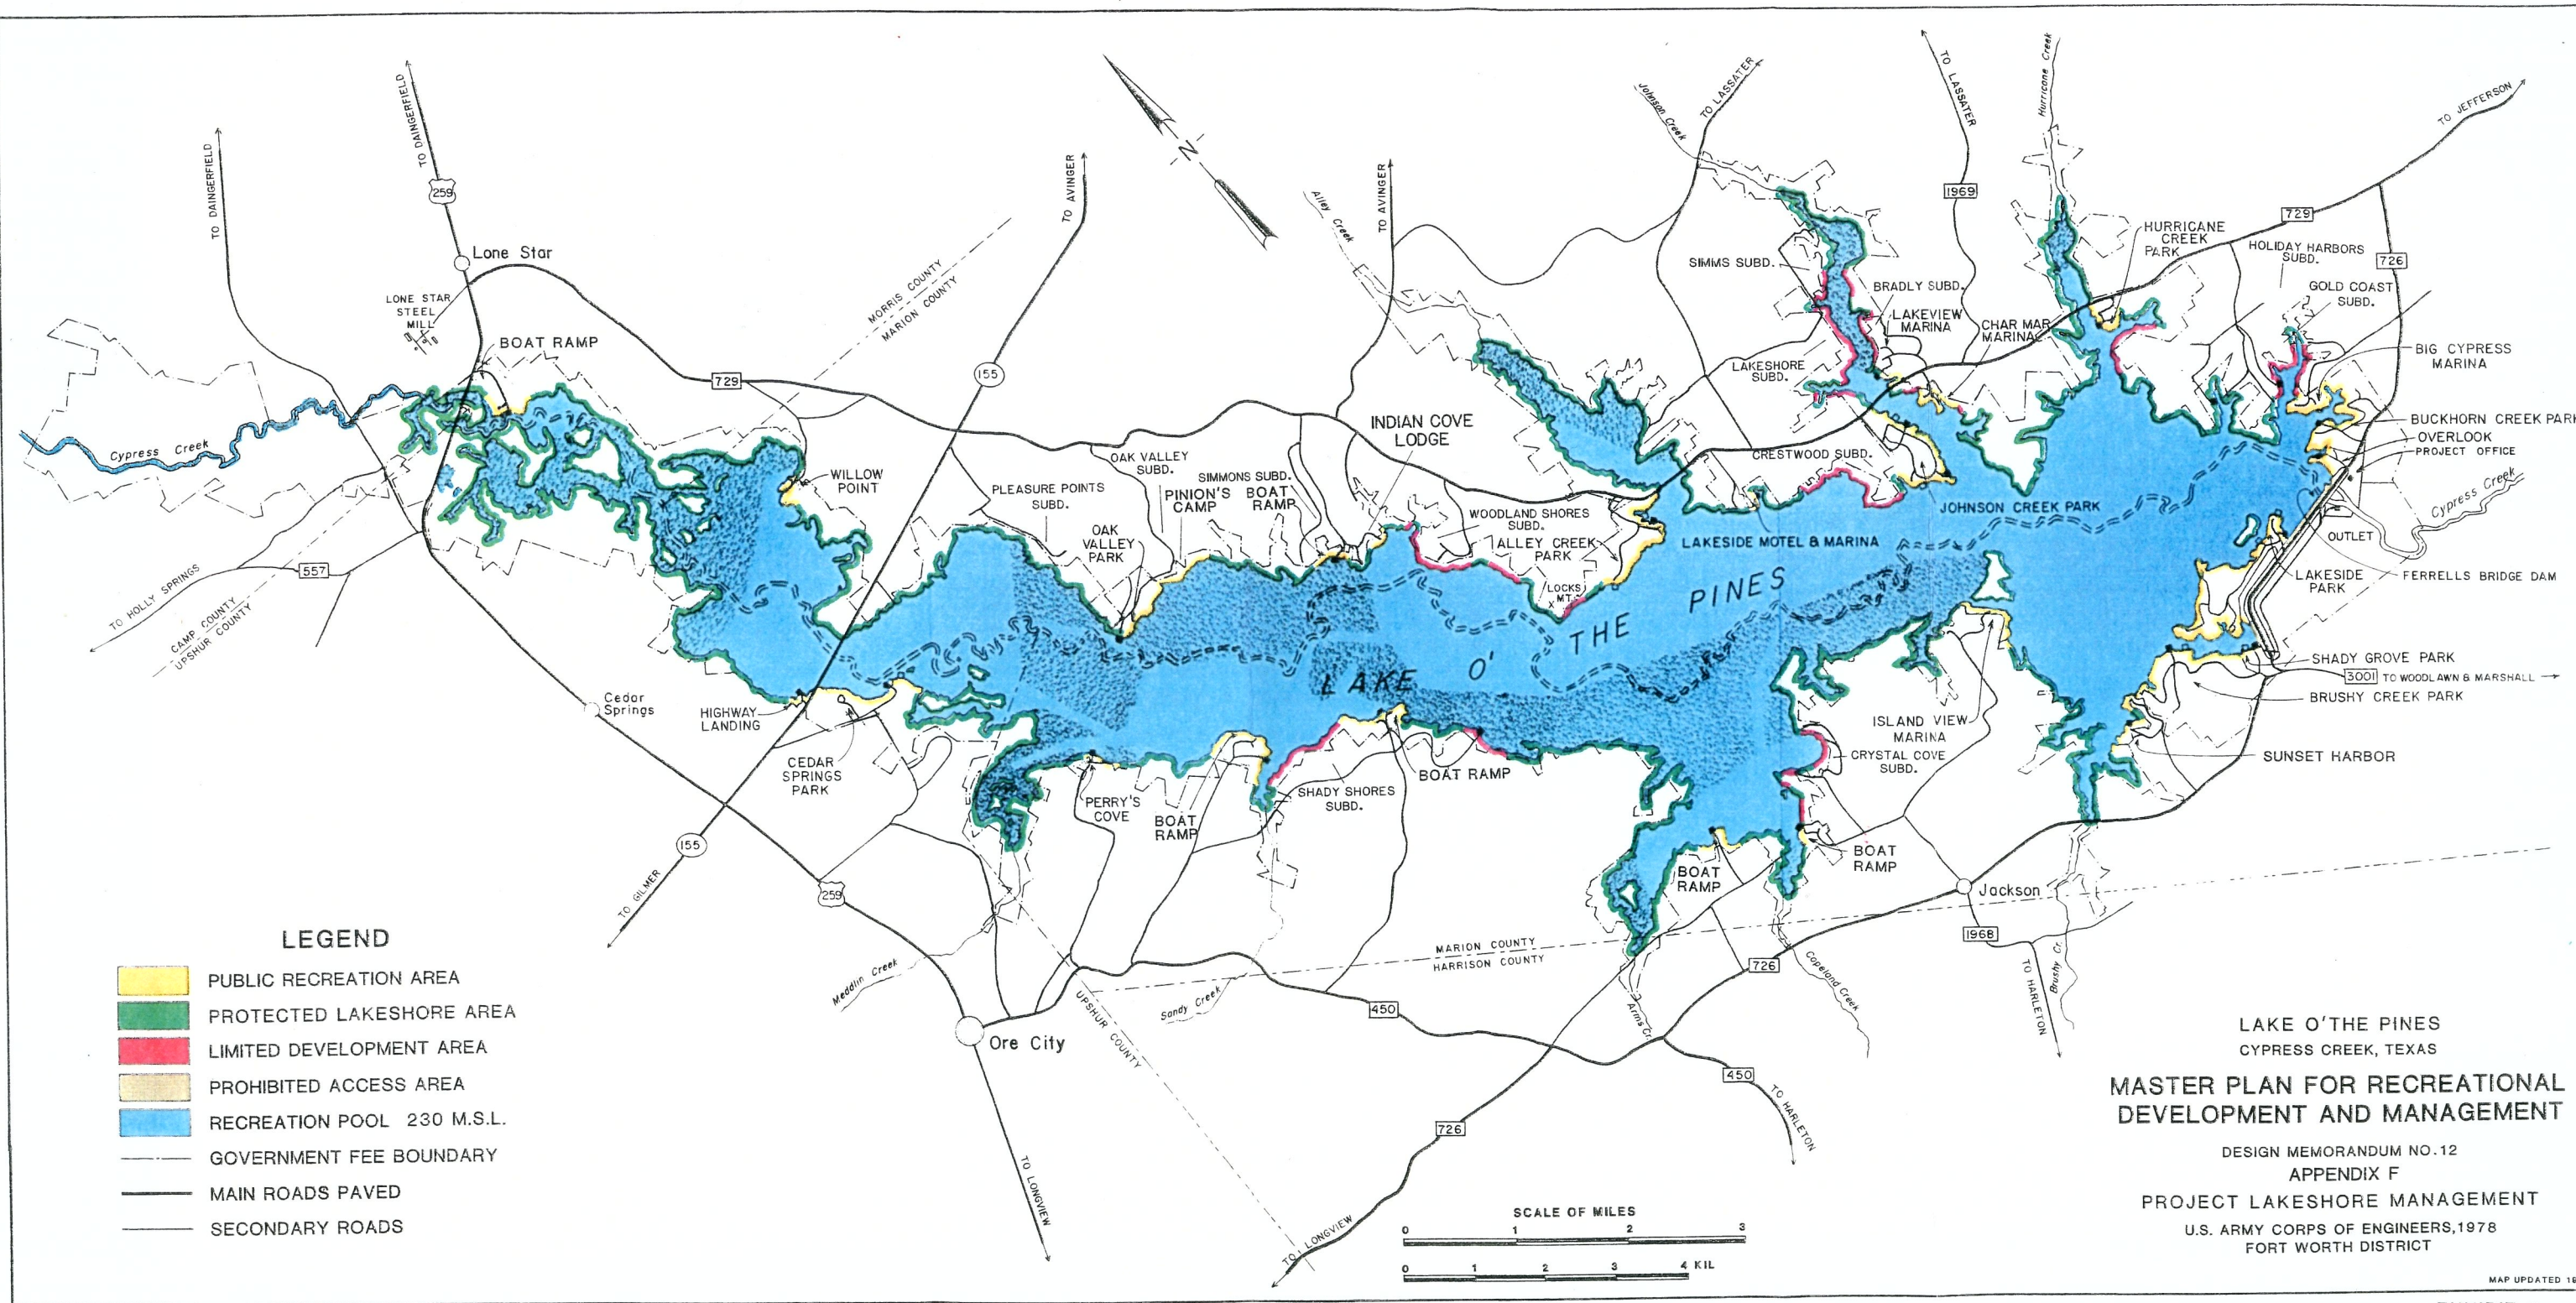 TO DAINGERFIELD
TO DAINGERFIELD
259
Lone Star
LONE STAR
STEEL
MILL
BOAT RAMP
Cypress Creek
729
MORRIS COUNTY
MARION COUNTY
TO AVINGER
155
N
Alley Creek
TO AVINGER
Johnson Creek
TO LASSATER
TO LASSATER
1969
Hurricane Creek
TO JEFFERSON
729
726
HURRICANE
CREEK
PARK
HOLIDAY HARBORS
SUBD.
GOLD COAST
SUBD.
SIMMS SUBD.
BRADLY SUBD.
LAKEVIEW
MARINA
CHAR MAR
MARINA
LAKESHORE
SUBD.
BIG CYPRESS
MARINA
BUCKHORN CREEK PARK
OVERLOOK
PROJECT OFFICE
Cypress Creek
OUTLET
FERRELLS BRIDGE DAM
LAKESIDE
PARK
WILLOW
POINT
PLEASURE POINTS
SUBD.
OAK VALLEY
SUBD.
OAK
VALLEY
PARK
PINION'S
CAMP
SIMMONS SUBD.
BOAT
RAMP
INDIAN COVE
LODGE
WOODLAND SHORES
SUBD.
ALLEY CREEK
PARK
LOCKS
MT.
x
CRESTWOOD SUBD.
LAKESIDE MOTEL & MARINA
JOHNSON CREEK PARK
LAKE O' THE PINES
557
TO HOLLY SPRINGS
CAMP COUNTY
UPSHUR COUNTY
Cedar
Springs
HIGHWAY
LANDING
CEDAR
SPRINGS
PARK
155
TO GILMER
259
PERRY'S
COVE
BOAT
RAMP
SHADY SHORES
SUBD.
BOAT RAMP
ISLAND VIEW
MARINA
CRYSTAL COVE
SUBD.
BOAT
RAMP
BOAT
RAMP
SHADY GROVE PARK
3001 TO WOODLAWN & MARSHALL
BRUSHY CREEK PARK
SUNSET HARBOR
Jackson
1968
TO HARLETON
Brushy Cr.
Copeland Creek
726
Arms Cr.
MARION COUNTY
HARRISON COUNTY
Meddlin Creek
Sandy Creek
UPSHUR COUNTY
Ore City
TO LONGVIEW
450
450
TO HARLETON
726
TO LONGVIEW
LEGEND
PUBLIC RECREATION AREA
PROTECTED LAKESHORE AREA
LIMITED DEVELOPMENT AREA
PROHIBITED ACCESS AREA
RECREATION POOL 230 M.S.L.
GOVERNMENT FEE BOUNDARY
MAIN ROADS PAVED
SECONDARY ROADS
SCALE OF MILES
0 1 2 3
0 1 2 3 4 KIL
LAKE O'THE PINES
CYPRESS CREEK, TEXAS
MASTER PLAN FOR RECREATIONAL
DEVELOPMENT AND MANAGEMENT
DESIGN MEMORANDUM NO.12
APPENDIX F
PROJECT LAKESHORE MANAGEMENT
U.S. ARMY CORPS OF ENGINEERS,1978
FORT WORTH DISTRICT
MAP UPDATED